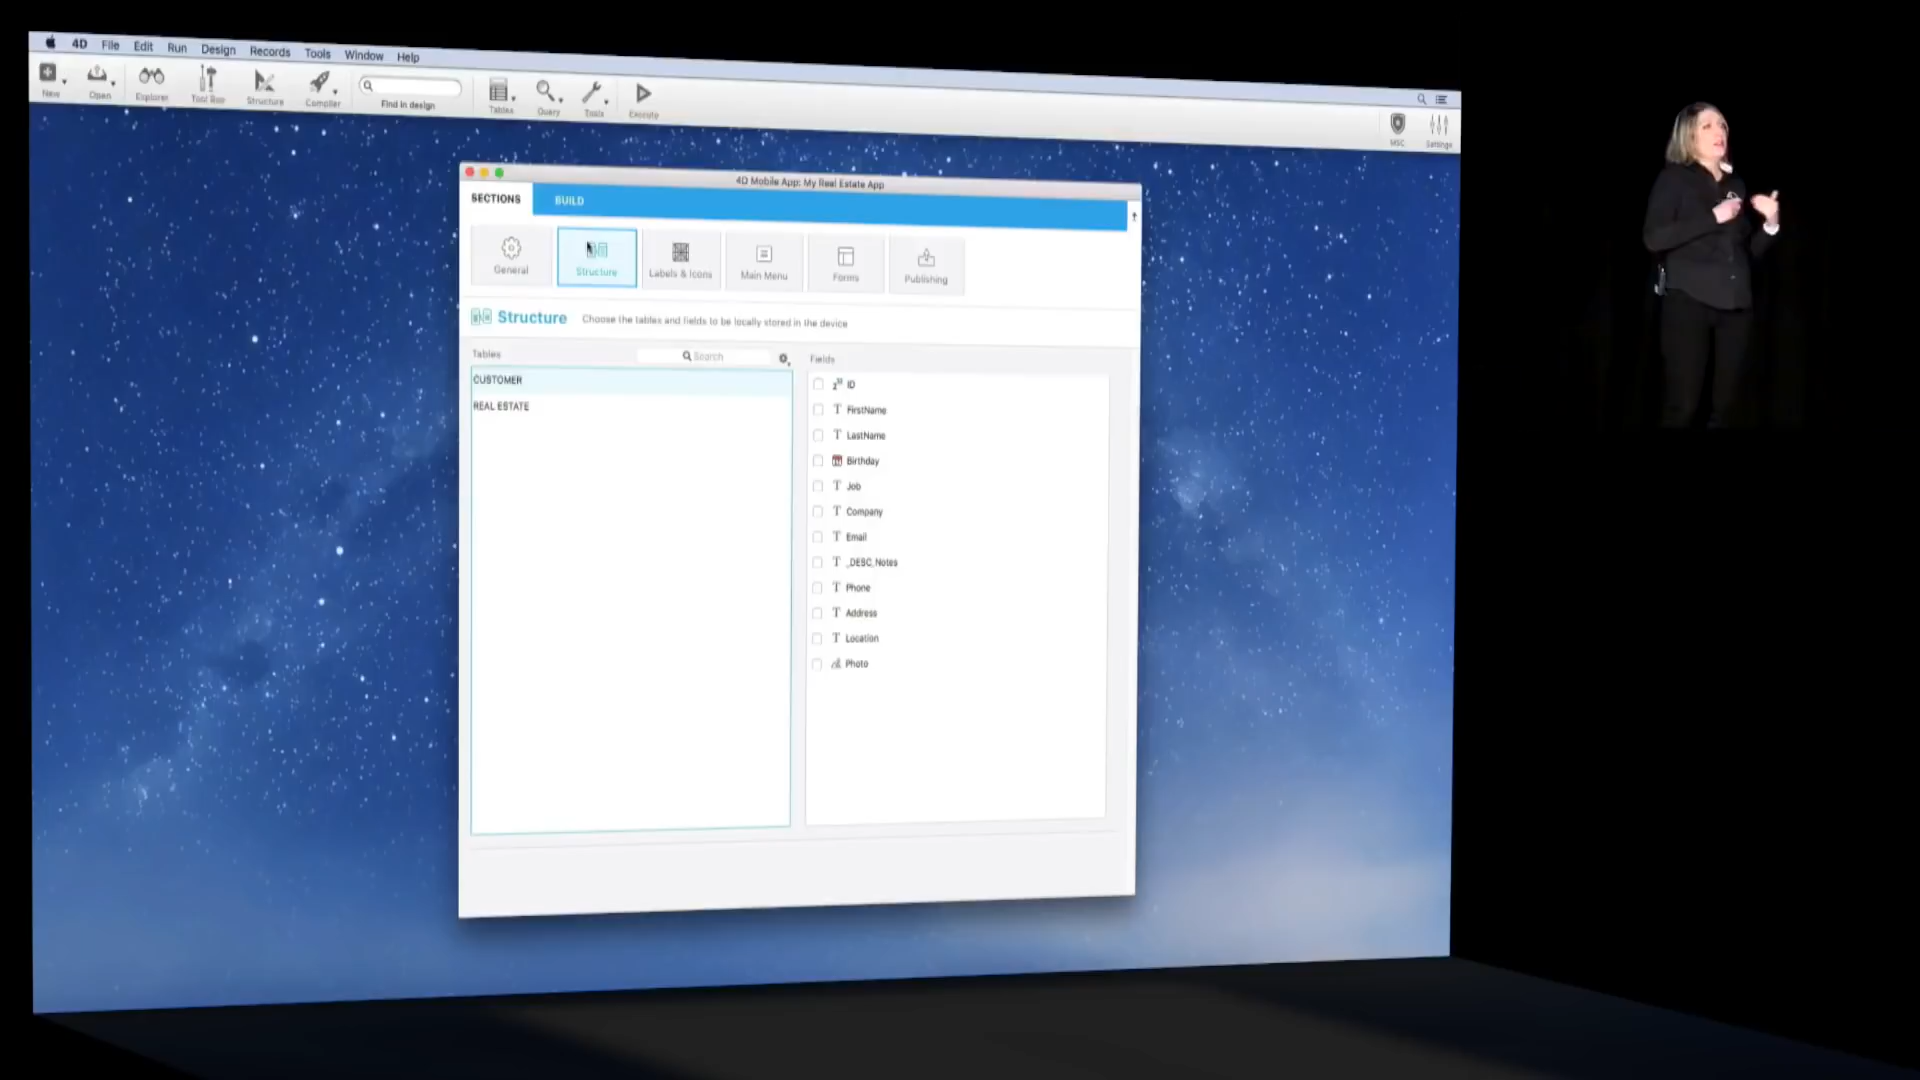 4D File Edit Run Design Records Tools Window Help
New Open Explorer Tool Box Structure Compiler Find in design Tables Query Tools Execute MSC Settings
4D Mobile App: My Real Estate App
SECTIONS BUILD
General Structure Labels & Icons Main Menu Forms Publishing
Structure Choose the tables and fields to be locally stored in the device
Tables Search Fields
CUSTOMER
REAL ESTATE
ID
FirstName
LastName
Birthday
Job
Company
Email
_DESC_Notes
Phone
Address
Location
Photo